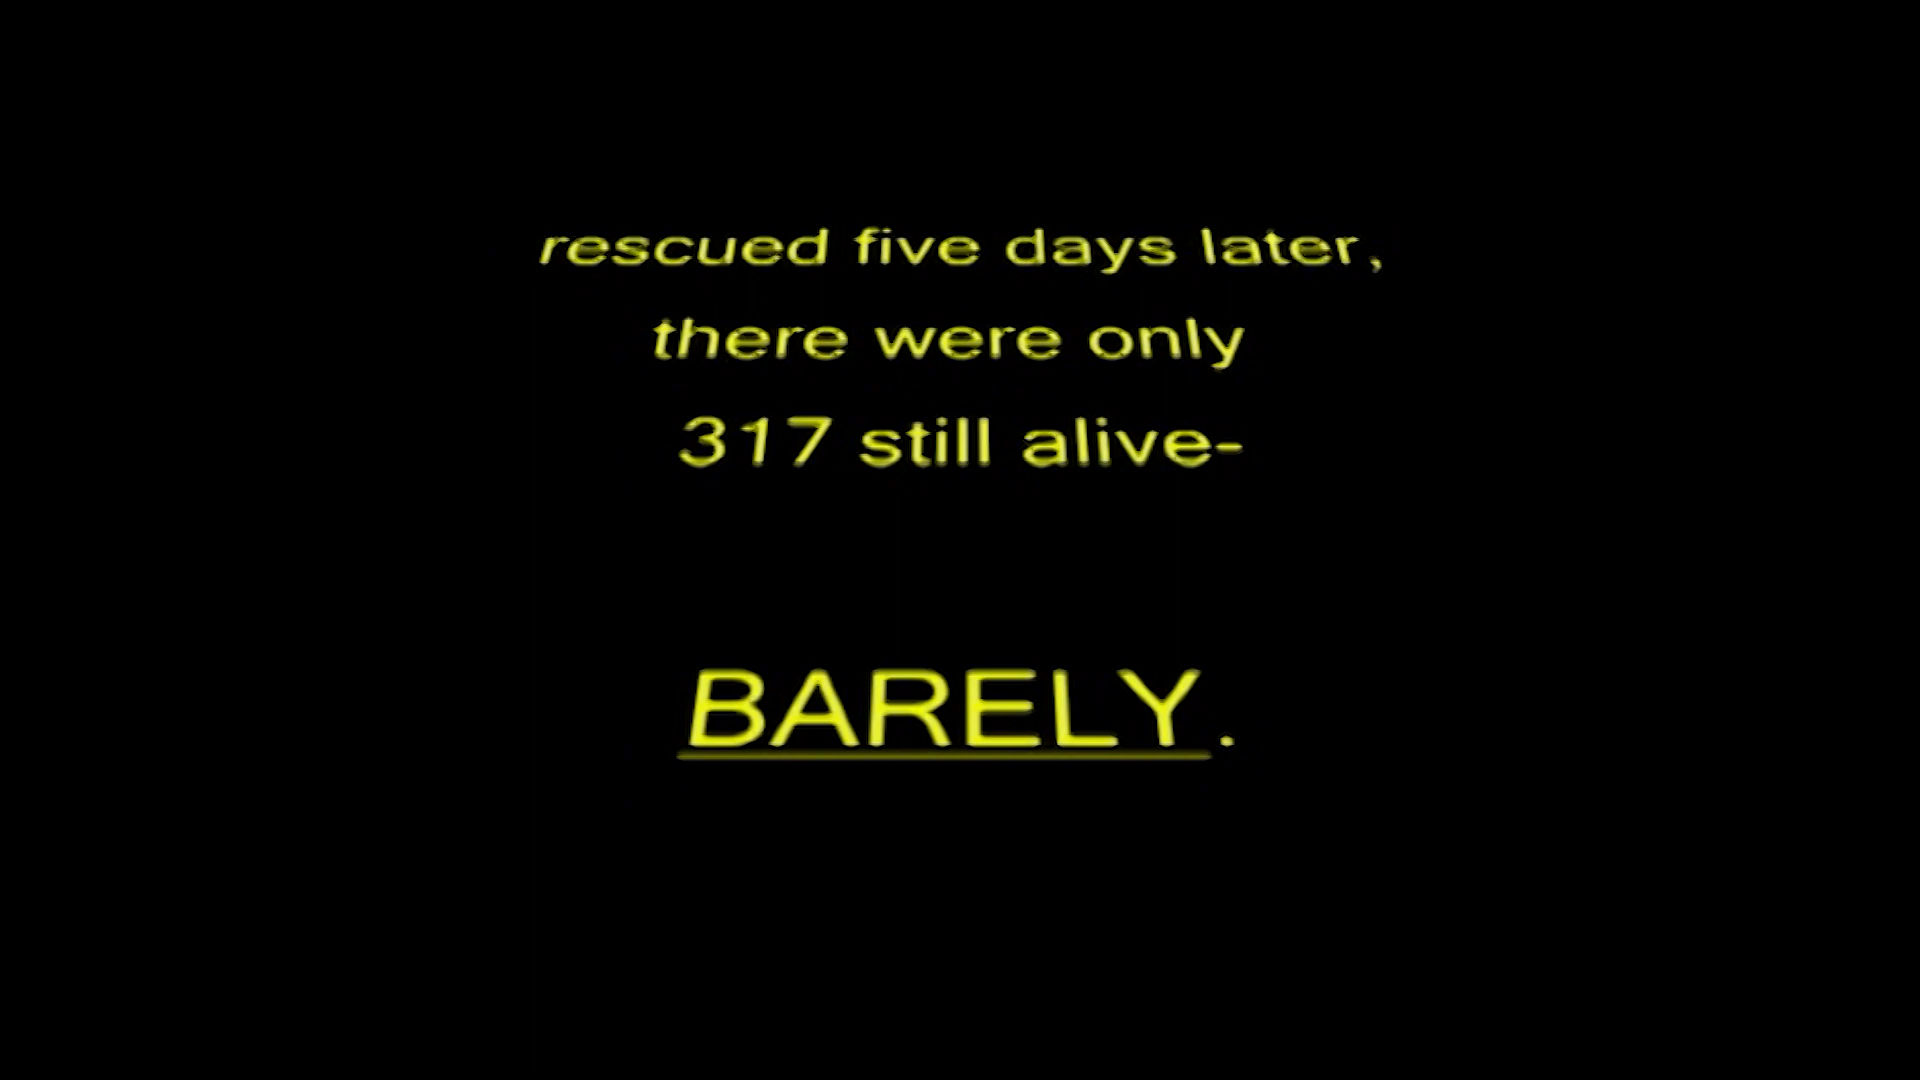 rescued five days later,
there were only
317 still alive-
BARELY.